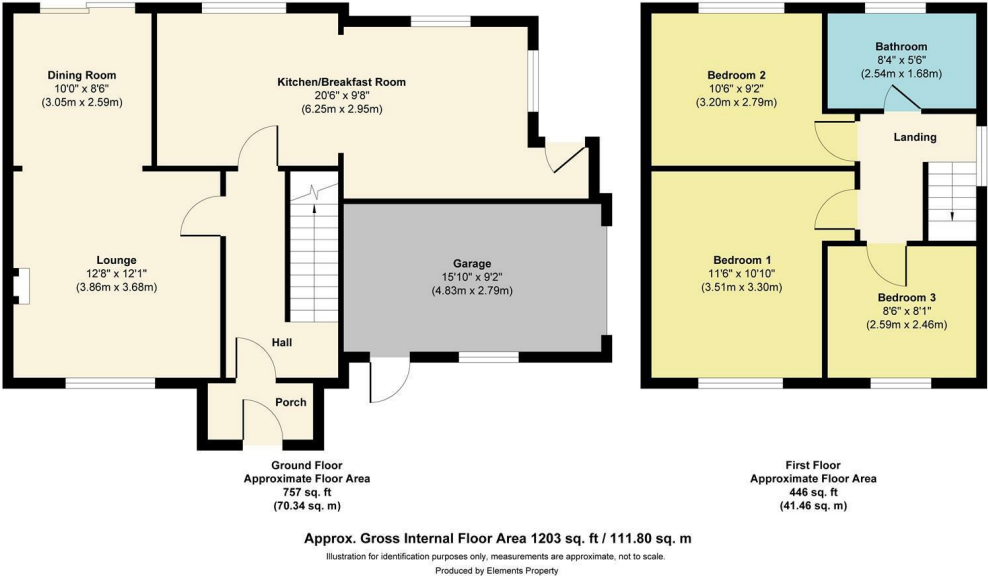 Dining Room
10'0" x 8'6"
(3.05m x 2.59m)
Kitchen/Breakfast Room
20'6" x 9'8"
(6.25m x 2.95m)
Lounge
12'8" x 12'1"
(3.86m x 3.68m)
Garage
15'10" x 9'2"
(4.83m x 2.79m)
Hall
Porch
Ground Floor
Approximate Floor Area
757 sq. ft
(70.34 sq. m)
Bedroom 2
10'6" x 9'2"
(3.20m x 2.79m)
Bathroom
8'4" x 5'6"
(2.54m x 1.68m)
Landing
Bedroom 1
11'6" x 10'10"
(3.51m x 3.30m)
Bedroom 3
8'6" x 8'1"
(2.59m x 2.46m)
First Floor
Approximate Floor Area
446 sq. ft
(41.46 sq. m)
Approx. Gross Internal Floor Area 1203 sq. ft / 111.80 sq. m
Illustration for identification purposes only, measurements are approximate, not to scale.
Produced by Elements Property